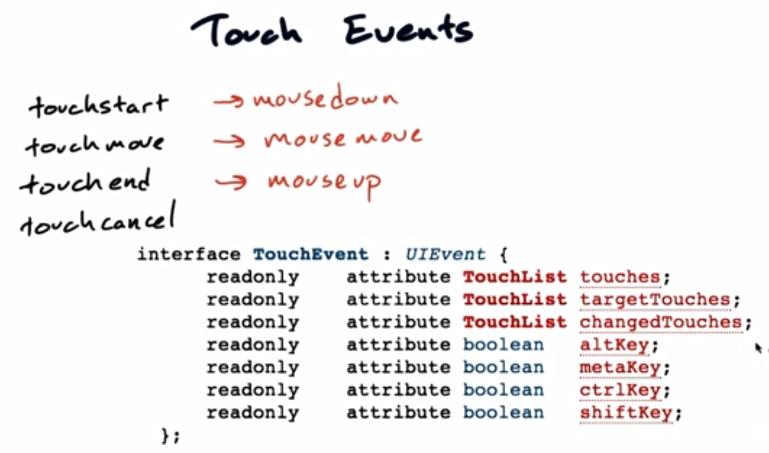 Touch Events
touchstart → mousedown
touchmove → mousemove
touchend → mouseup
touchcancel
interface TouchEvent : UIEvent {
readonly attribute TouchList touches;
readonly attribute TouchList targetTouches;
readonly attribute TouchList changedTouches;
readonly attribute boolean altKey;
readonly attribute boolean metaKey;
readonly attribute boolean ctrlKey;
readonly attribute boolean shiftKey;
};